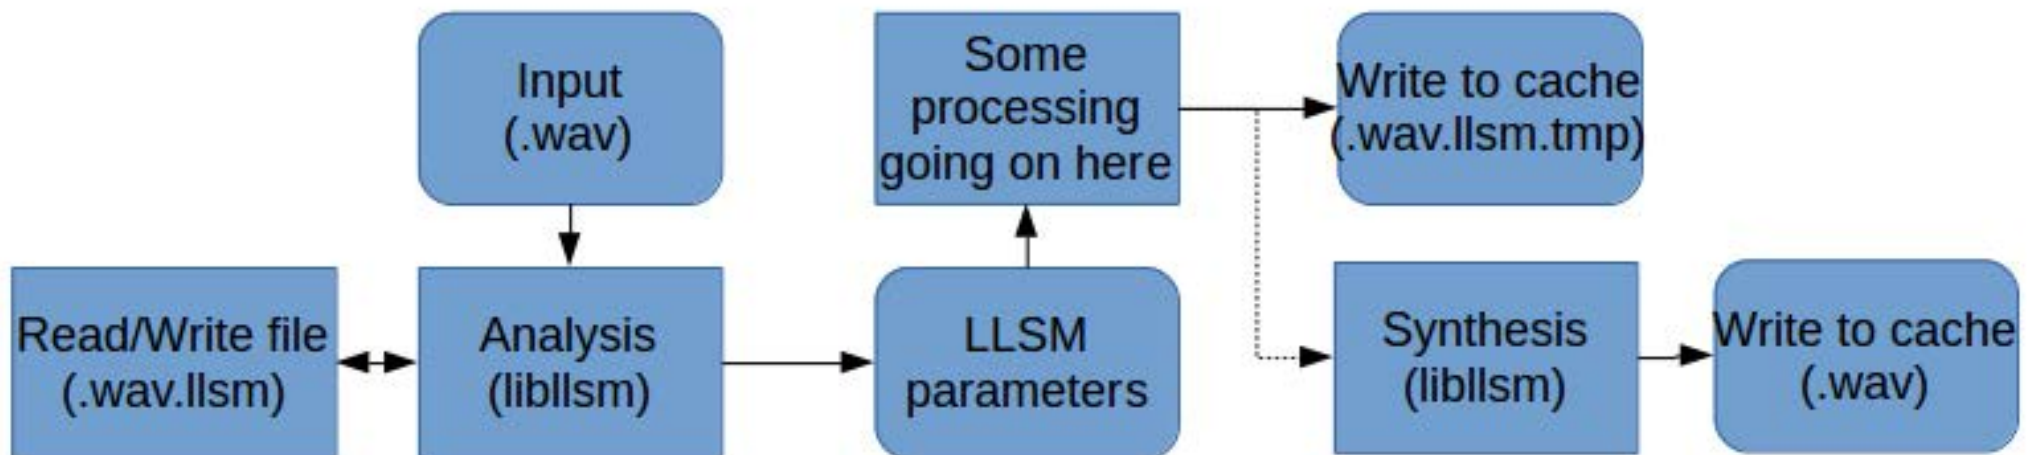 Input
(.wav)
Some
processing
going on here
Write to cache
(.wav.llsm.tmp)
Read/Write file
(.wav.llsm)
Analysis
(libllsm)
LLSM
parameters
Synthesis
(libllsm)
Write to cache
(.wav)